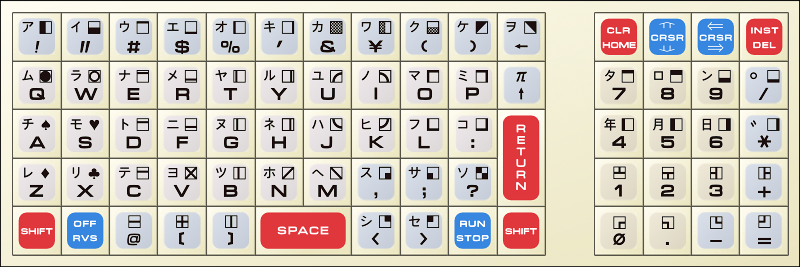 ア イ ウ エ オ キ カ ワ ク ケ ヲ CLR HOME ⇑ CRSR ⇓ ⇐ CRSR ⇒ INST DEL
! " # $ % ' & ¥ ( ) ←
ム ラ ナ メ ヤ ル ユ ノ マ ミ π タ ロ ン ゜
Q W E R T Y U I O P ↑ 7 8 9 /
チ ♠ モ ♥ ト ニ ヌ ネ ハ ヒ フ コ RETURN 年 月 日 ゛
A S D F G H J K L : 4 5 6 *
レ ♦ リ ♣ テ ヨ ツ ホ ヘ ス サ ソ
Z X C V B N M , ; ? 1 2 3 +
SHIFT OFF RVS @ [ ] SPACE シ < セ > RUN STOP SHIFT Ø . − =